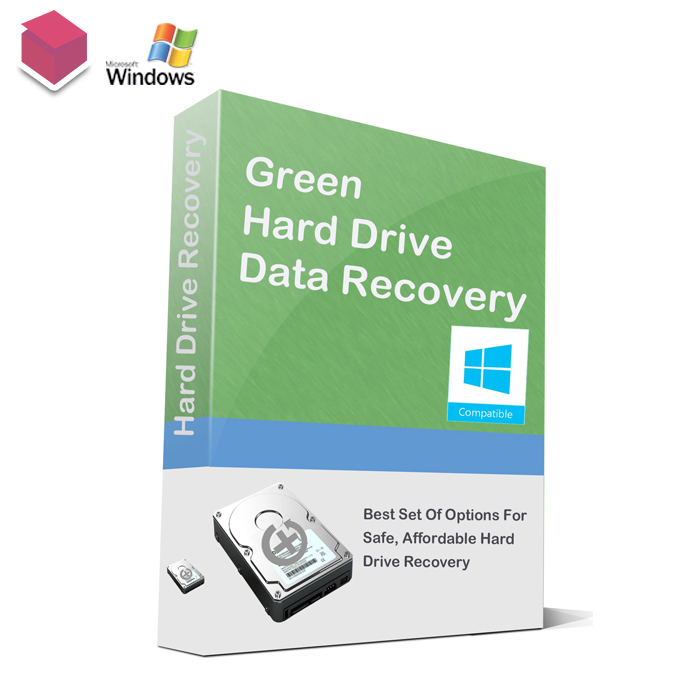 Microsoft
Windows
Hard Drive Recovery
Green
Hard Drive
Data Recovery
Compatible
Best Set Of Options For
Safe, Affordable Hard
Drive Recovery